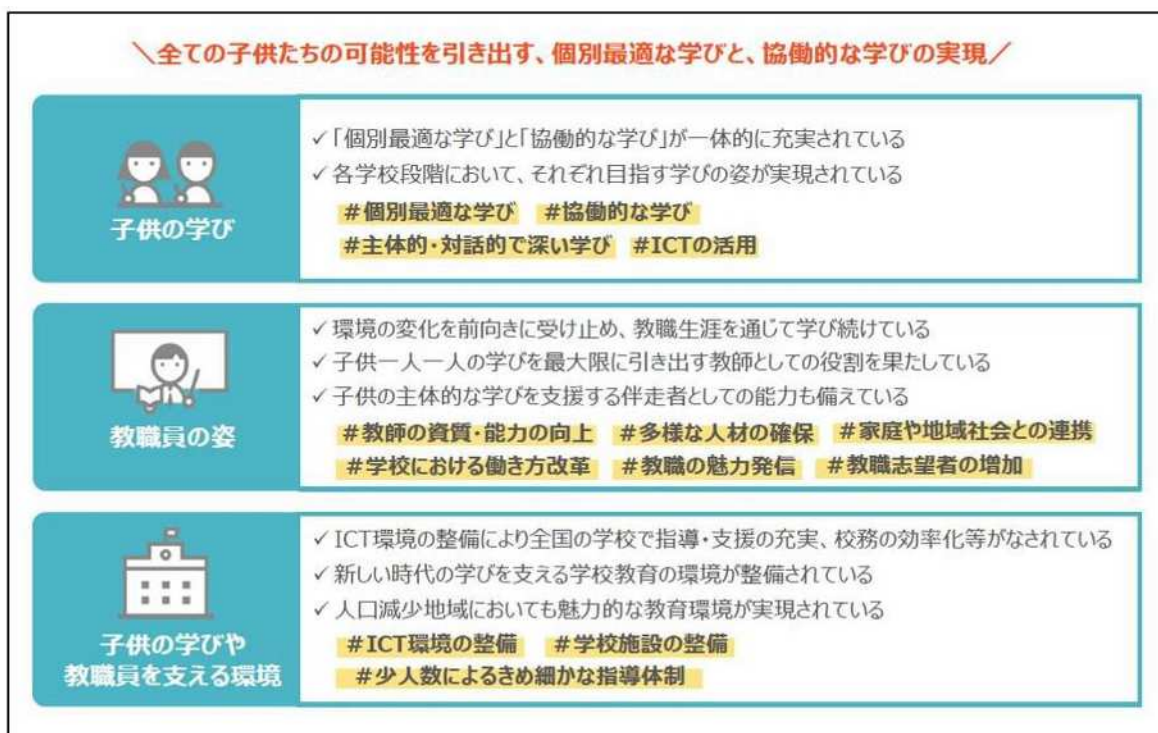 ＼全ての子供たちの可能性を引き出す、個別最適な学びと、協働的な学びの実現／
子供の学び
✓「個別最適な学び」と「協働的な学び」が一体的に充実されている
✓各学校段階において、それぞれ目指す学びの姿が実現されている
#個別最適な学び #協働的な学び
#主体的・対話的で深い学び #ICTの活用
教職員の姿
✓環境の変化を前向きに受け止め、教職生涯を通じて学び続けている
✓子供一人一人の学びを最大限に引き出す教師としての役割を果たしている
✓子供の主体的な学びを支援する伴走者としての能力も備えている
#教師の資質・能力の向上 #多様な人材の確保 #家庭や地域社会との連携
#学校における働き方改革 #教職の魅力発信 #教職志望者の増加
子供の学びや
教職員を支える環境
✓ICT環境の整備により全国の学校で指導・支援の充実、校務の効率化等がなされている
✓新しい時代の学びを支える学校教育の環境が整備されている
✓人口減少地域においても魅力的な教育環境が実現されている
#ICT環境の整備 #学校施設の整備
#少人数によるきめ細かな指導体制